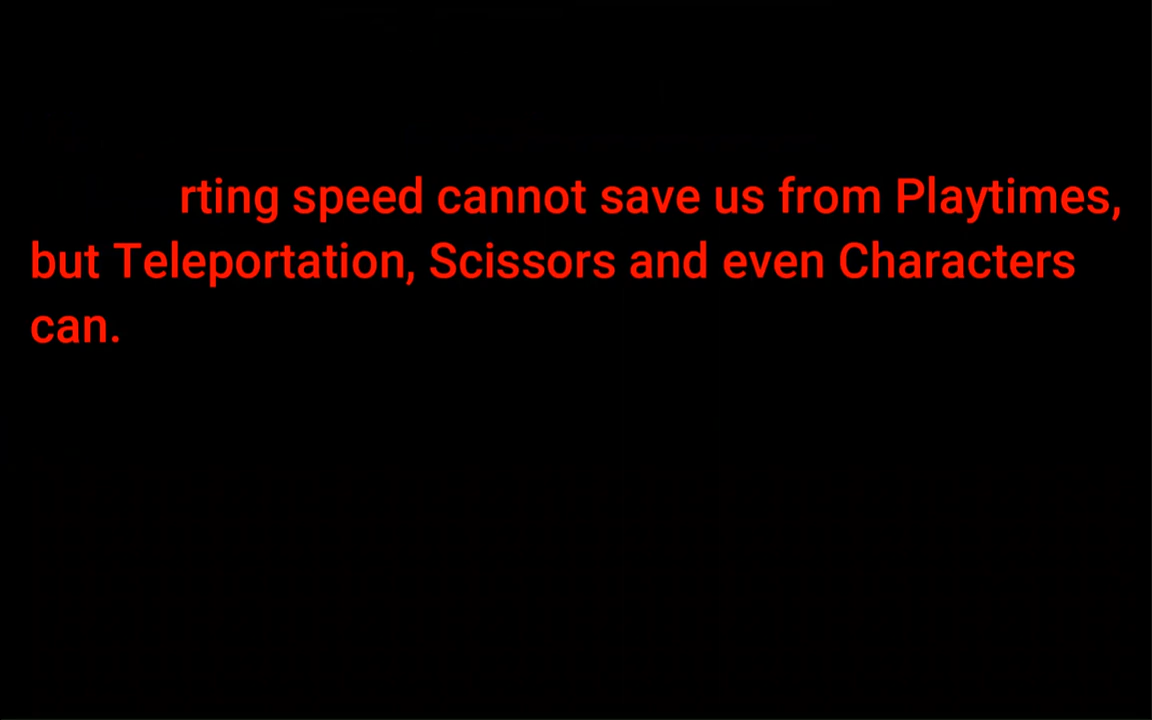 rting speed cannot save us from Playtimes,
but Teleportation, Scissors and even Characters
can.